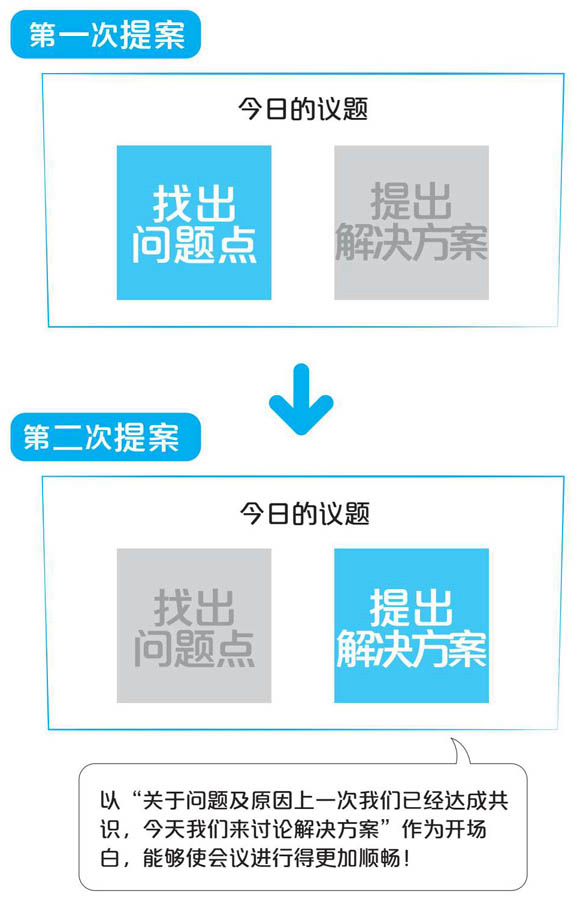 第一次提案
今日的议题
找出
问题点
提出
解决方案
第二次提案
今日的议题
找出
问题点
提出
解决方案
以“关于问题及原因上一次我们已经达成共
识，今天我们来讨论解决方案”作为开场
白，能够使会议进行得更加顺畅！